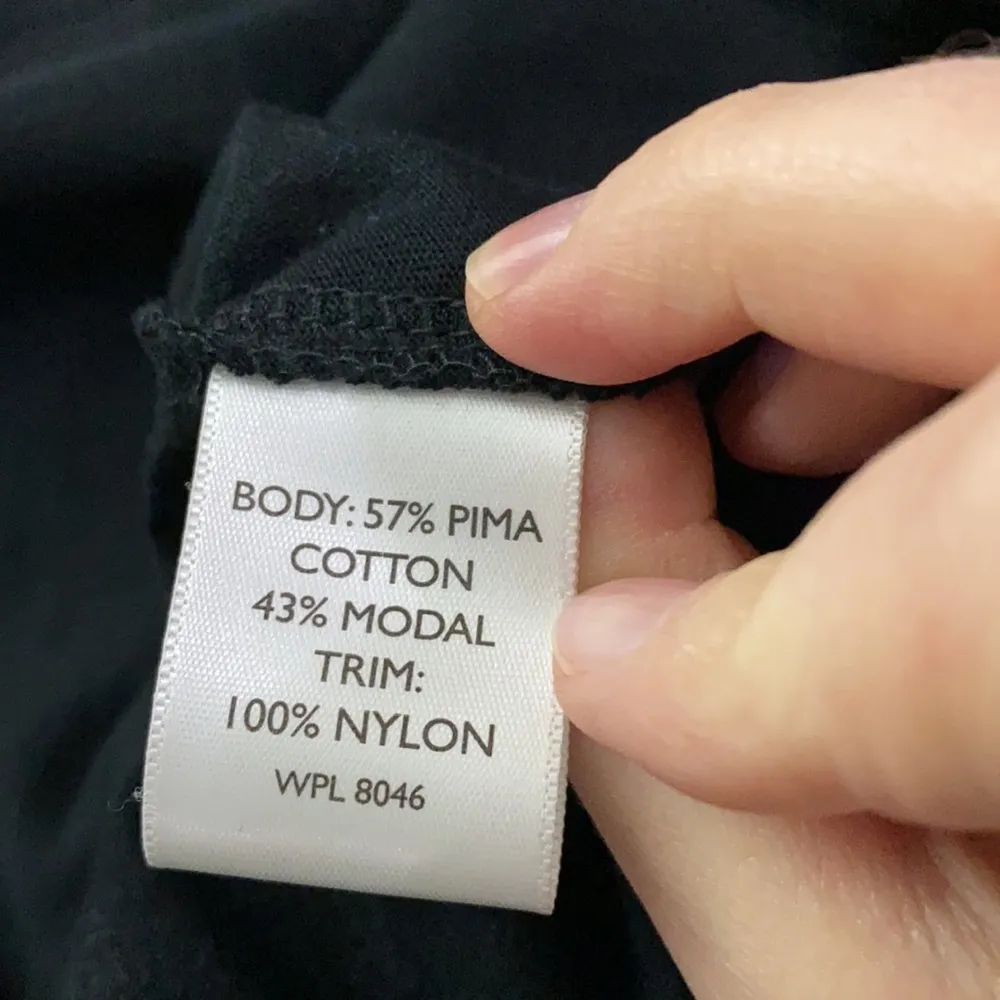 BODY: 57% PIMA
COTTON
43% MODAL
TRIM:
100% NYLON
WPL 8046